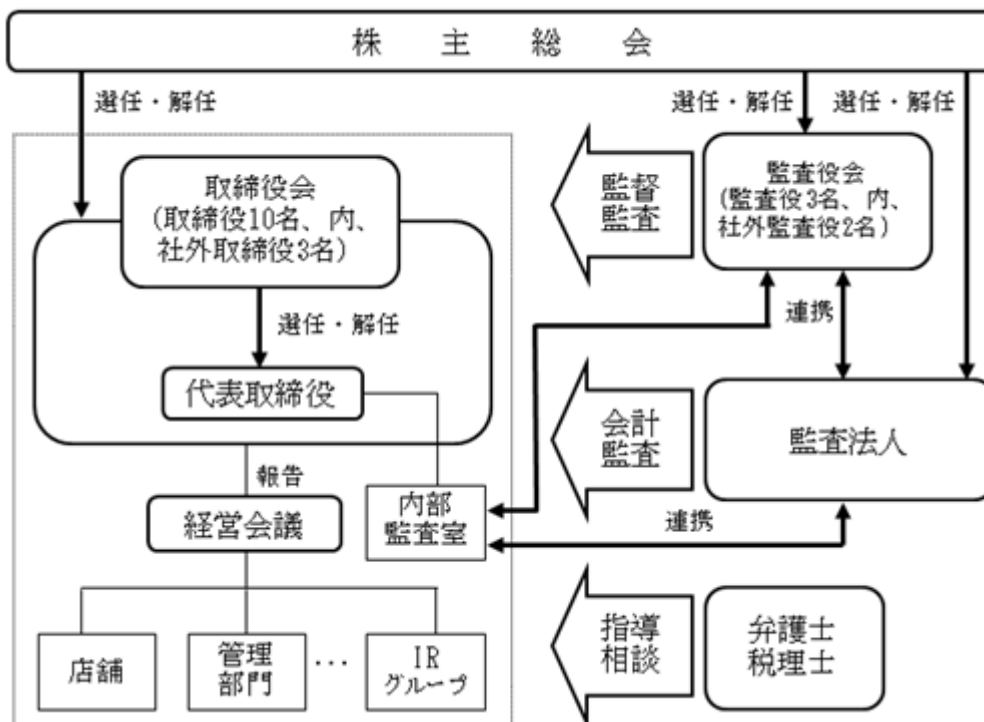 株主総会
選任・解任
選任・解任
選任・解任
取締役会
(取締役10名、内、
社外取締役3名)
監督
監査
監査役会
(監査役3名、内、
社外監査役2名)
選任・解任
連携
代表取締役
会計
監査
監査法人
報告
経営会議
内部
監査室
連携
店舗
管理
部門
…
IR
グループ
指導
相談
弁護士
税理士